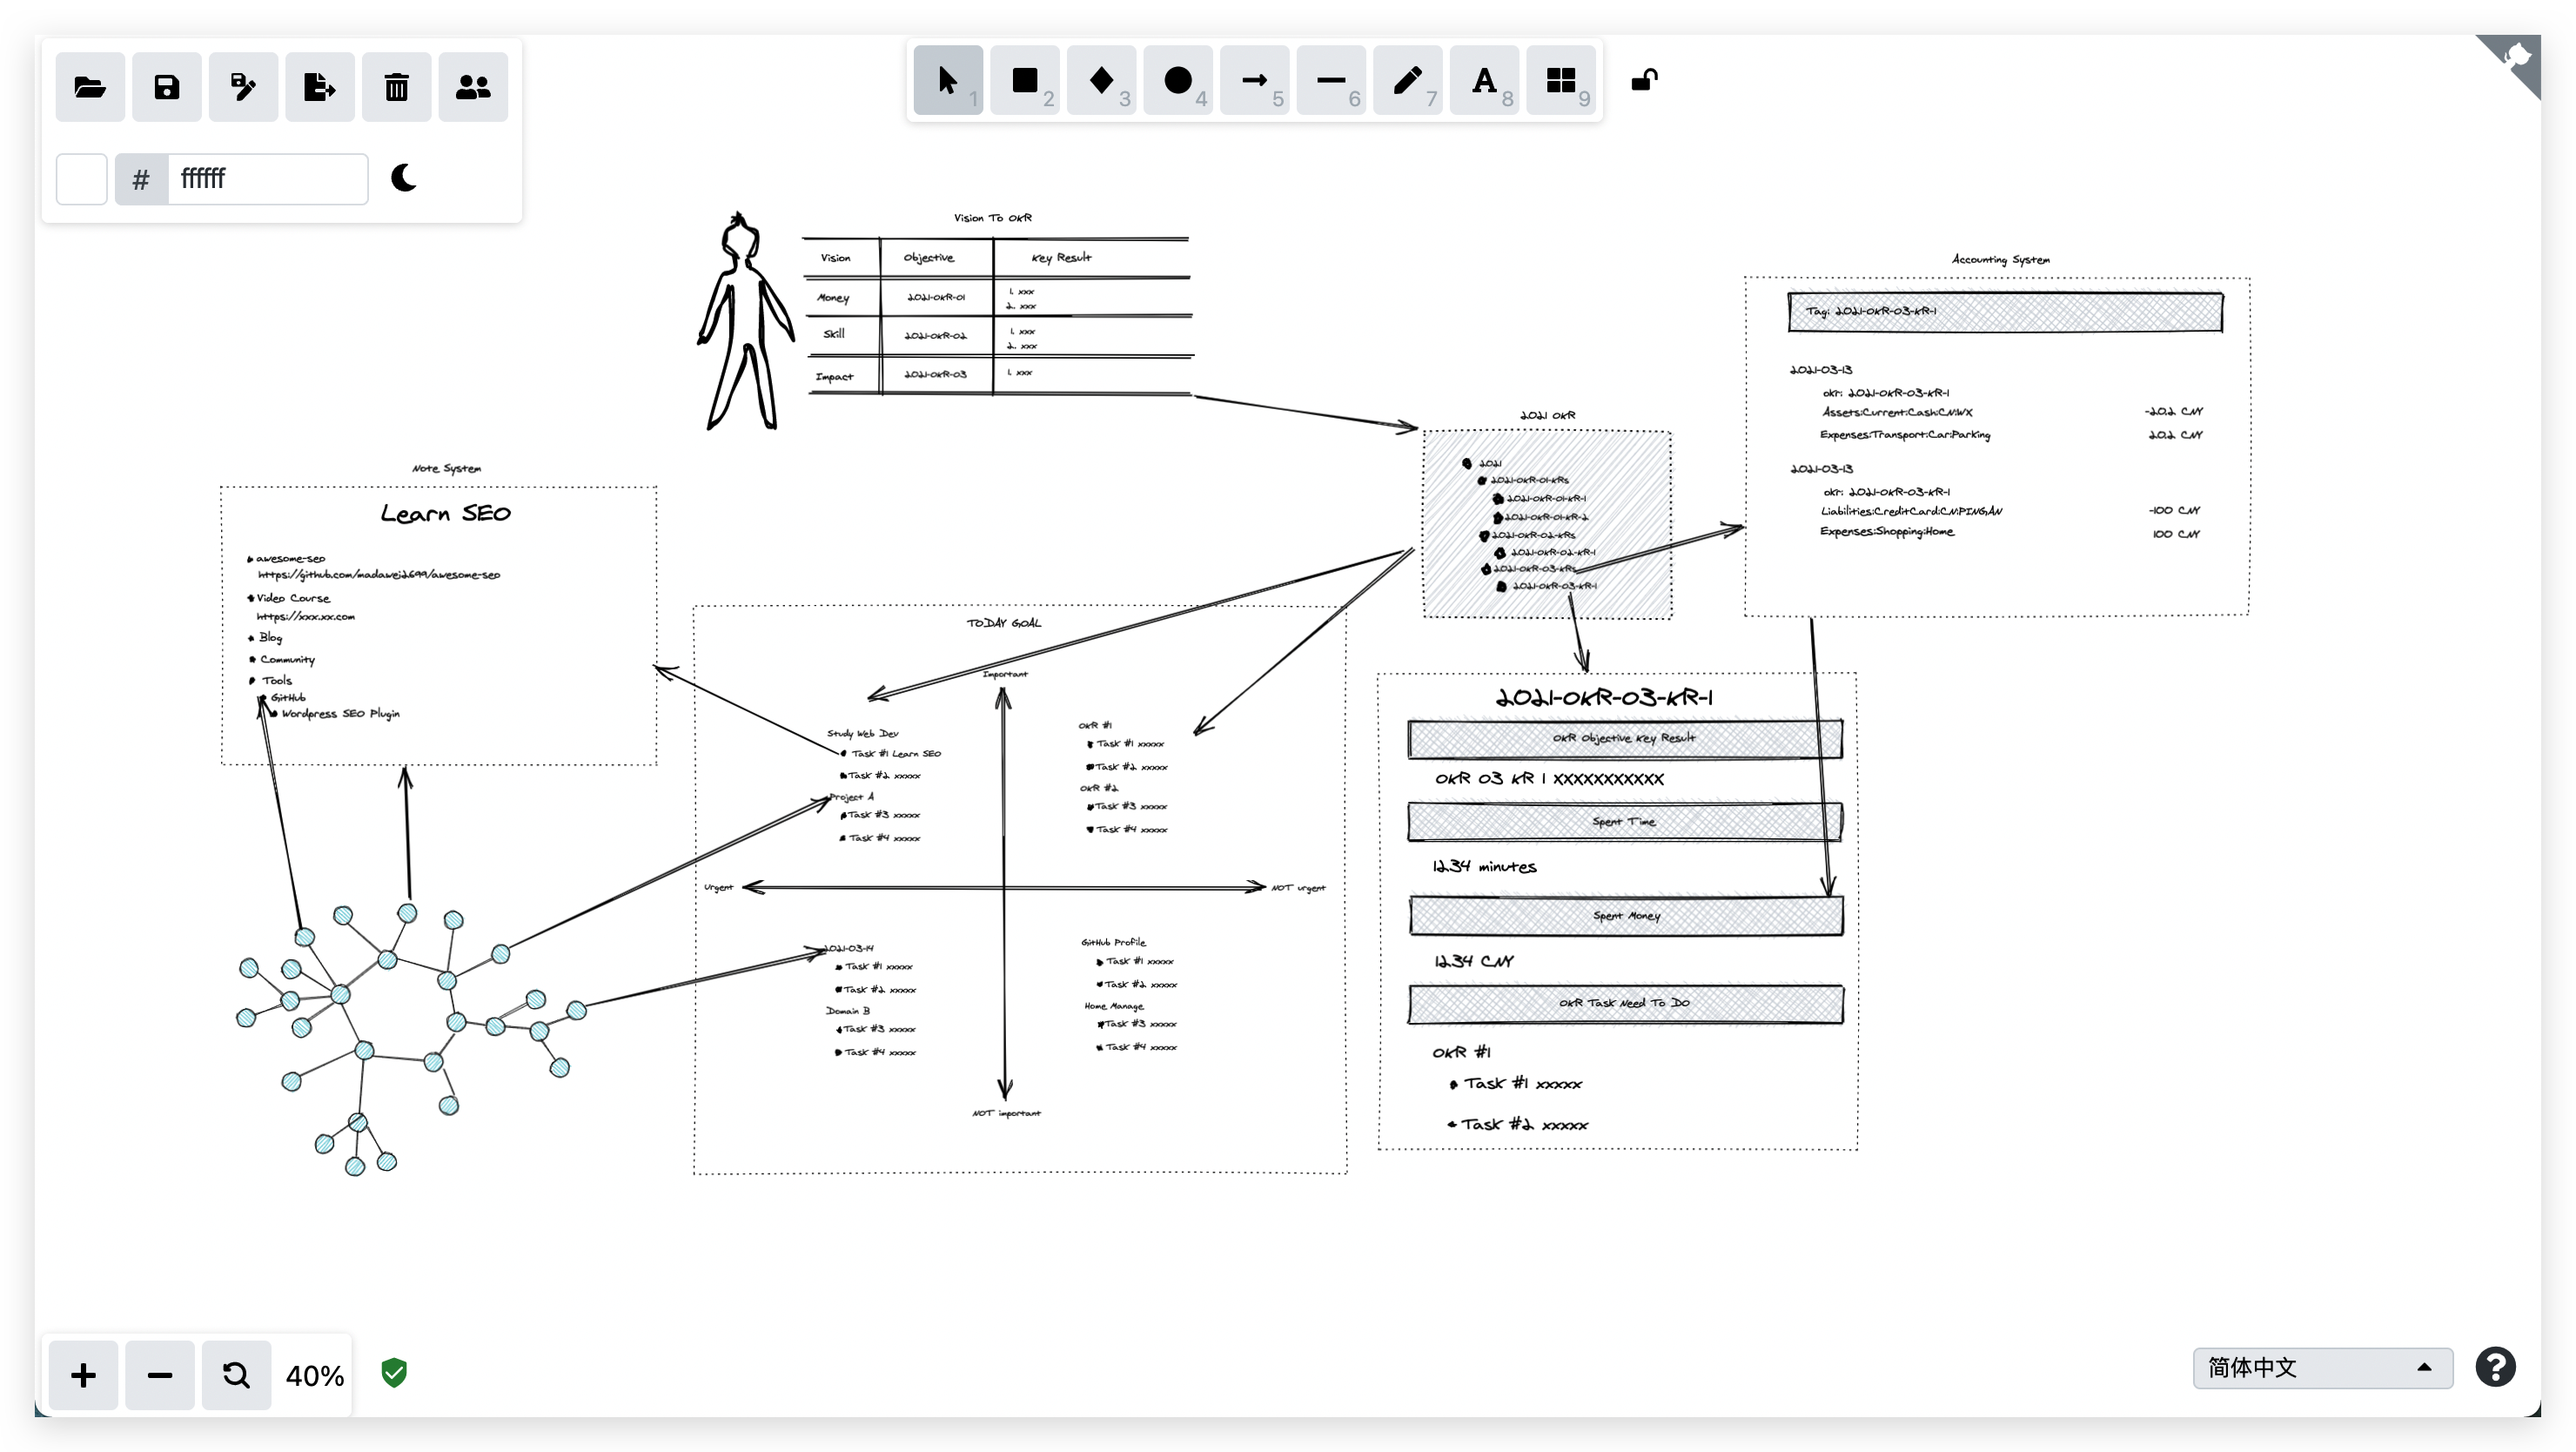 1
2
3
4
5
6
7
A
8
9
#
ffffff
Vision To OKR
Vision
Objective
Key Result
Money
2021-OKR-01
1. xxx
2. xxx
Skill
2021-OKR-02
1. xxx
2. xxx
Impact
2021-OKR-03
1. xxx
Accounting System
Tag: 2021-OKR-03-KR-1
2021-03-13
okr: 2021-OKR-03-KR-1
Assets:Current:Cash:CN:WX
-20.2 CNY
Expenses:Transport:Car:Parking
20.2 CNY
2021-03-13
okr: 2021-OKR-03-KR-1
Liabilities:CreditCard:CN:PINGAN
-100 CNY
Expenses:Shopping:Home
100 CNY
2021 OKR
2021
2021-OKR-01-KRs
2021-OKR-01-KR-1
2021-OKR-01-KR-2
2021-OKR-02-KRs
2021-OKR-02-KR-1
2021-OKR-03-KRs
2021-OKR-03-KR-1
Note System
Learn SEO
awesome-seo
https://github.com/madawei2699/awesome-seo
Video Course
https://xxx.xx.com
Blog
Community
Tools
GitHub
Wordpress SEO Plugin
TODAY GOAL
Important
Study Web Dev
Task #1 Learn SEO
Task #2 xxxxx
Project A
Task #3 xxxxx
Task #4 xxxxx
OKR #1
Task #1 xxxxx
Task #2 xxxxx
OKR #2
Task #3 xxxxx
Task #4 xxxxx
Urgent
NOT urgent
2021-03-14
Task #1 xxxxx
Task #2 xxxxx
Domain B
Task #3 xxxxx
Task #4 xxxxx
GitHub Profile
Task #1 xxxxx
Task #2 xxxxx
Home Manage
Task #3 xxxxx
Task #4 xxxxx
NOT important
2021-OKR-03-KR-1
OKR Objective Key Result
OKR 03 KR 1 XXXXXXXXXXX
Spent Time
1234 minutes
Spent Money
1234 CNY
OKR Task Need To Do
OKR #1
Task #1 xxxxx
Task #2 xxxxx
40%
简体中文
?